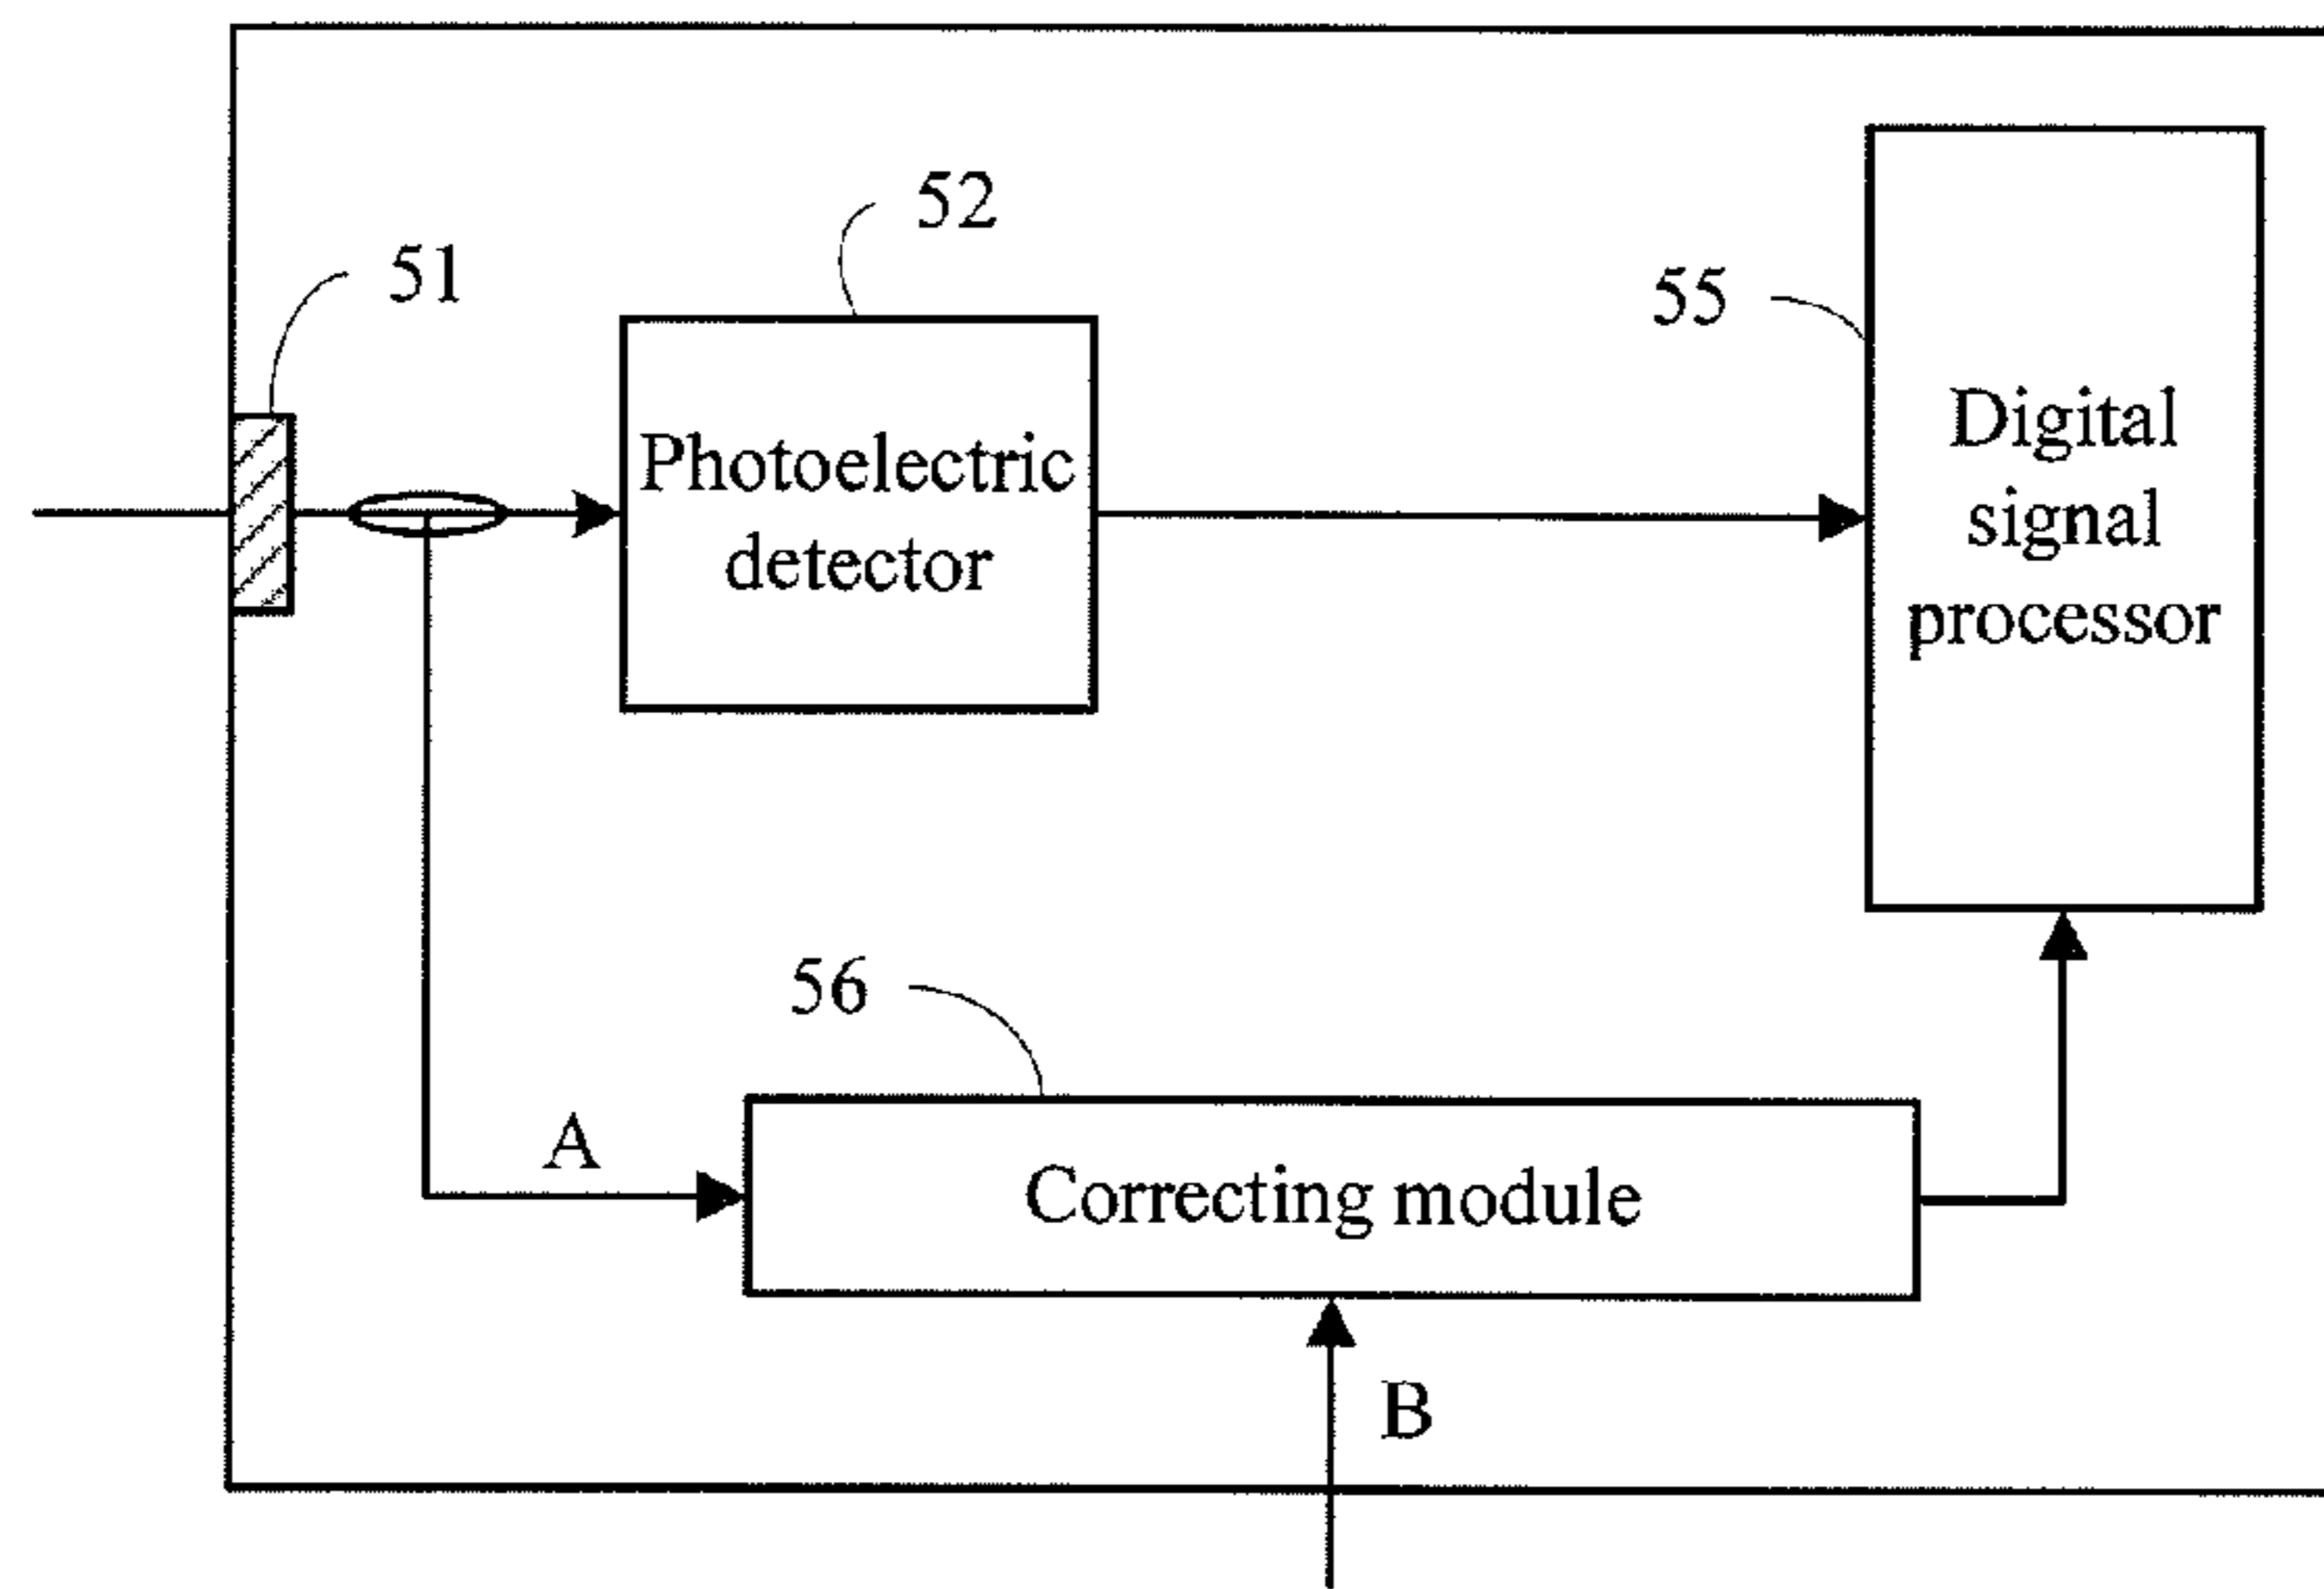 52
51
55
Photoelectric
detector
Digital
signal
processor
56
A
Correcting module
B